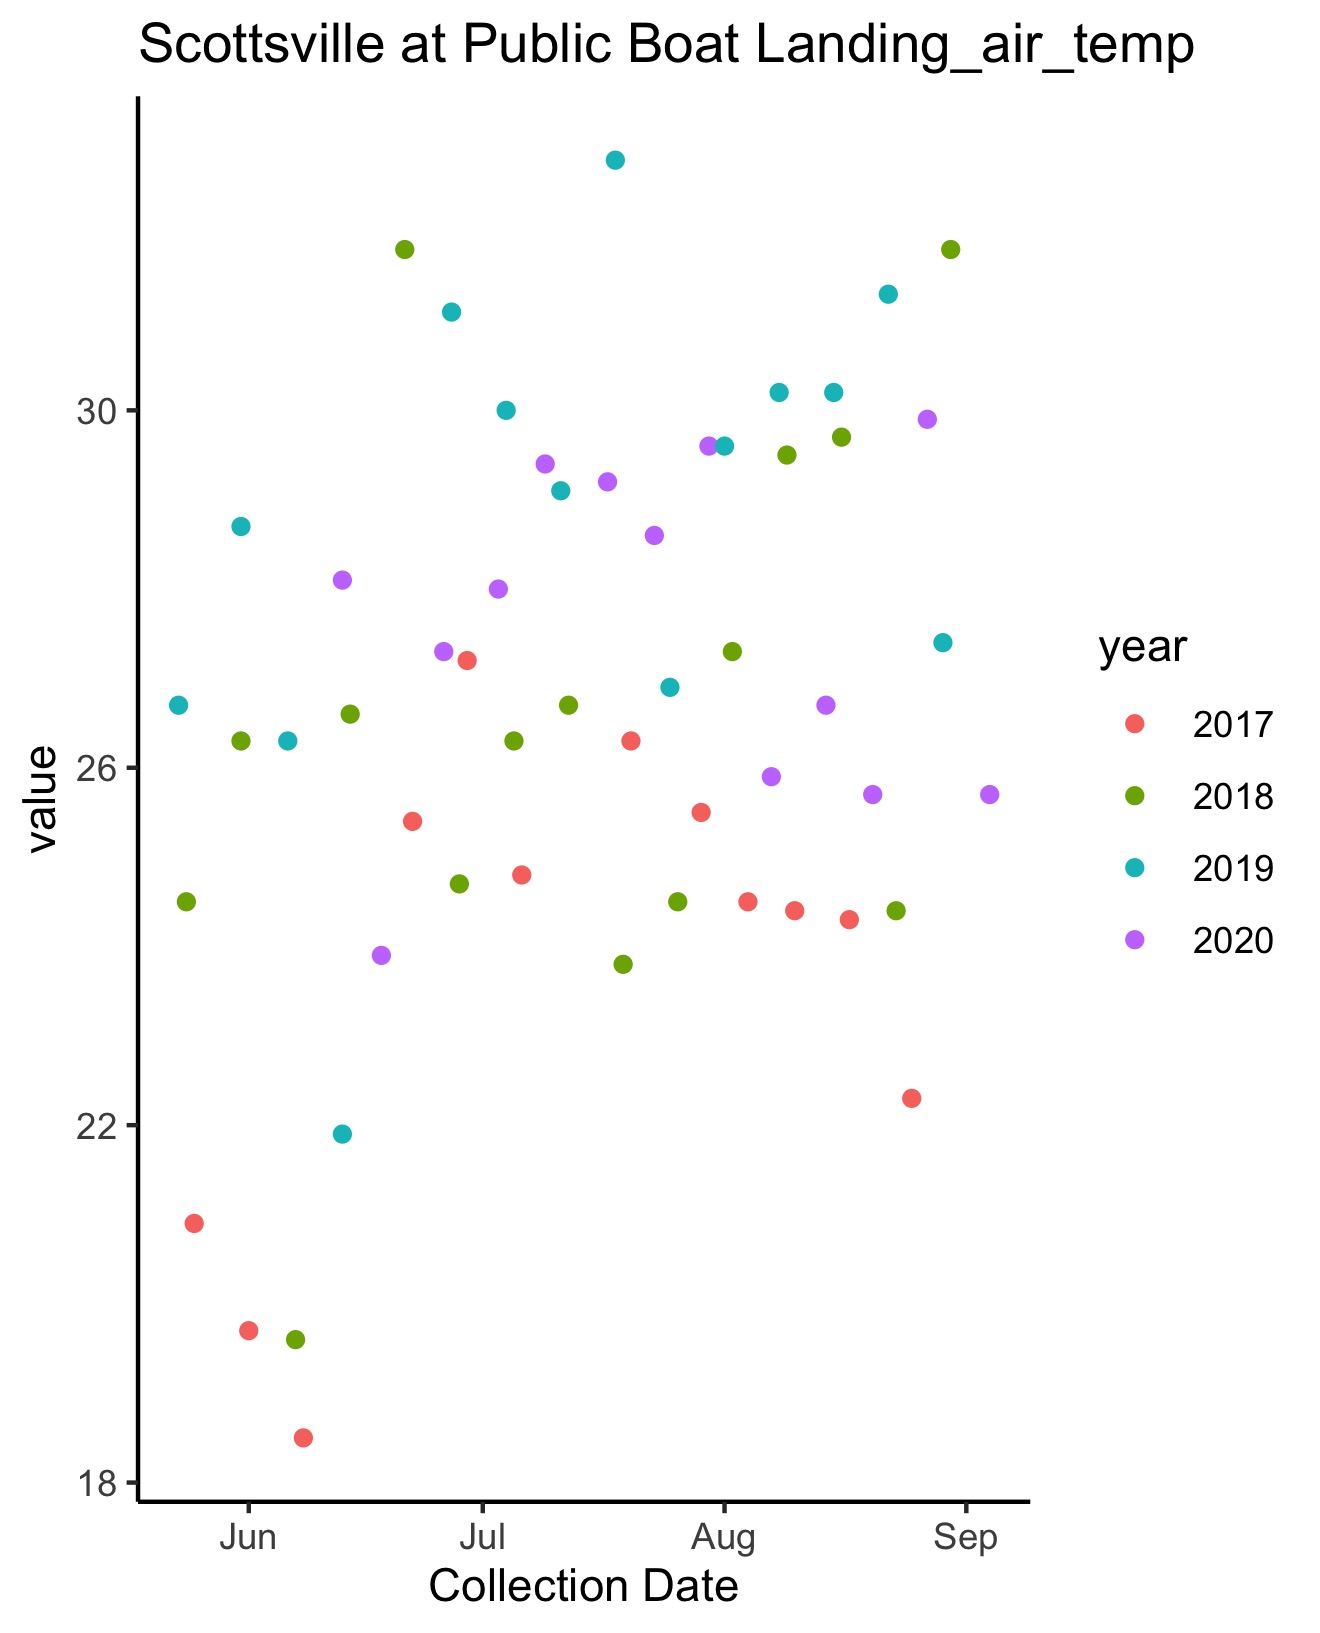 Scottsville at Public Boat Landing_air_temp
30
26
22
18
value
Jun Jul Aug Sep
Collection Date
year
2017
2018
2019
2020